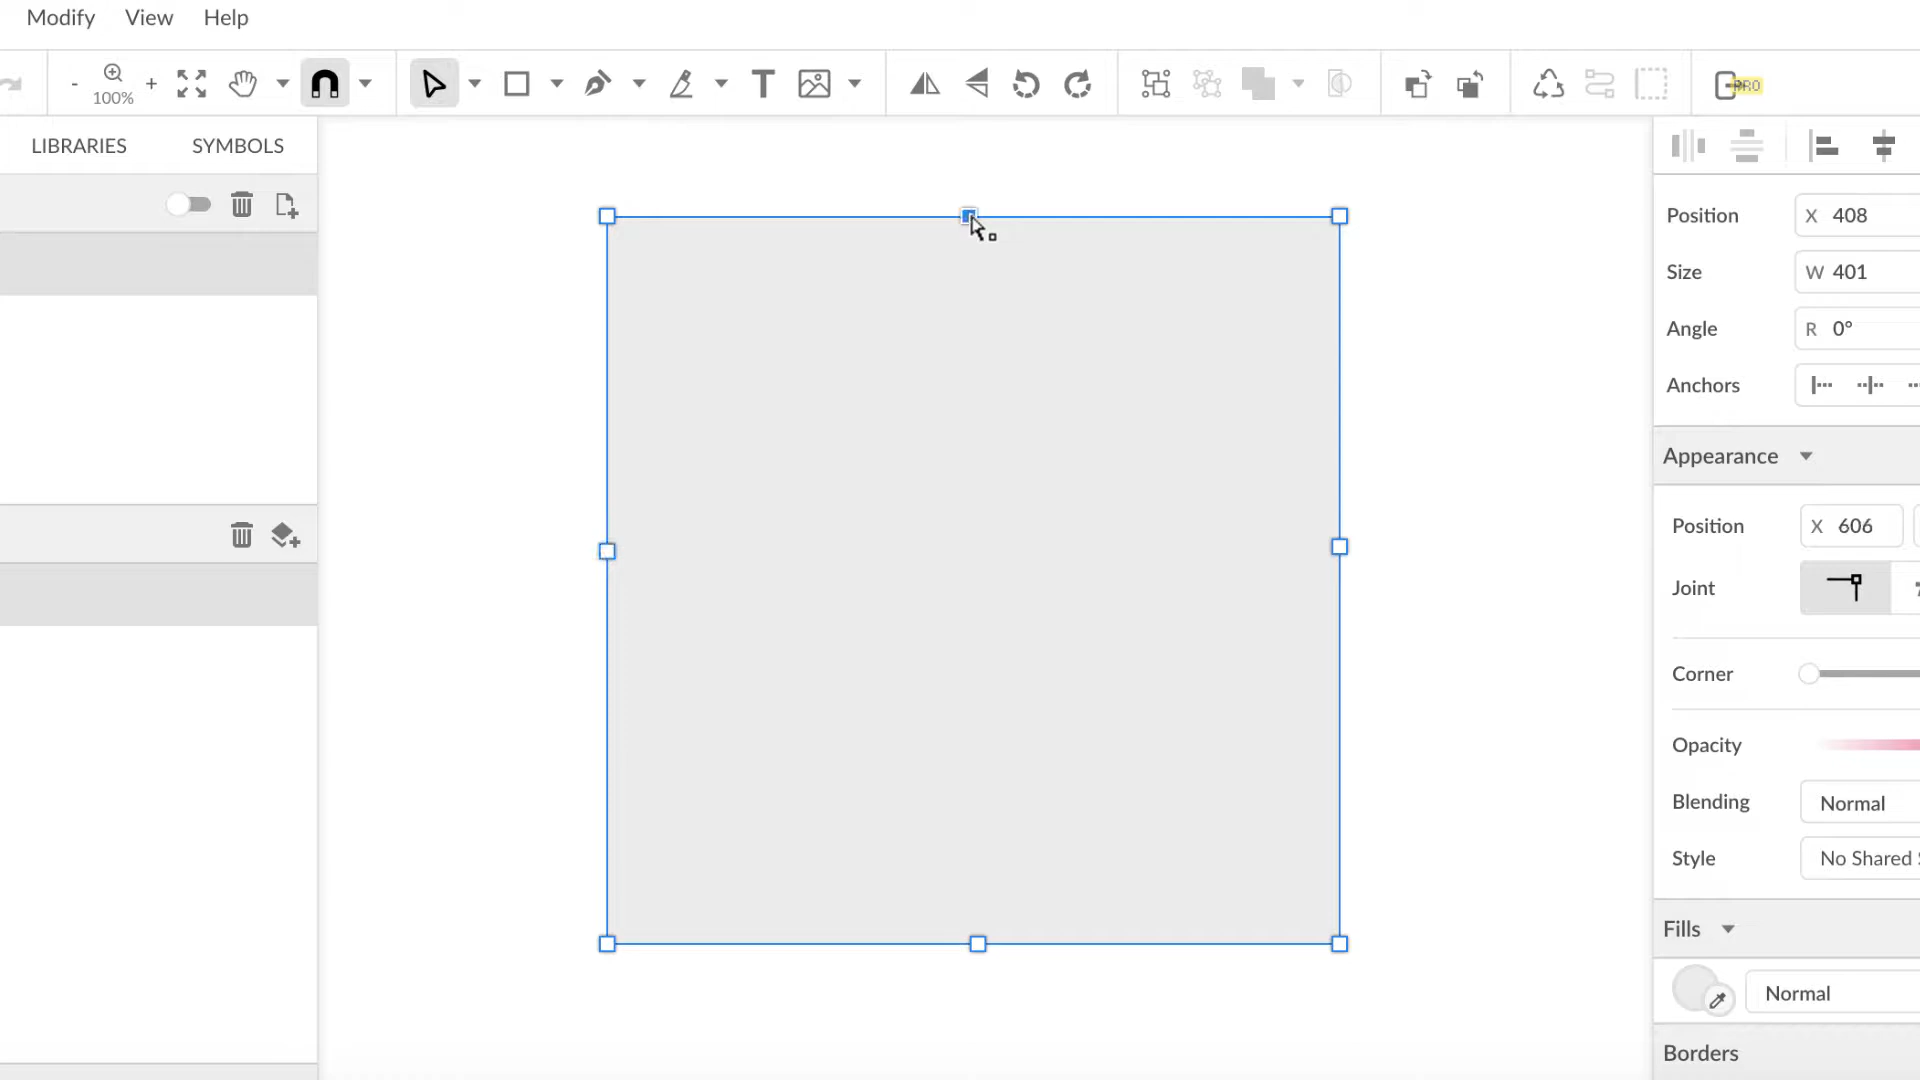 Modify View Help
- 100% + T PRO
LIBRARIES SYMBOLS
Position X 408
Size W 401
Angle R 0°
Anchors
Appearance
Position X 606
Joint
Corner
Opacity
Blending Normal
Style No Shared
Fills
Normal
Borders